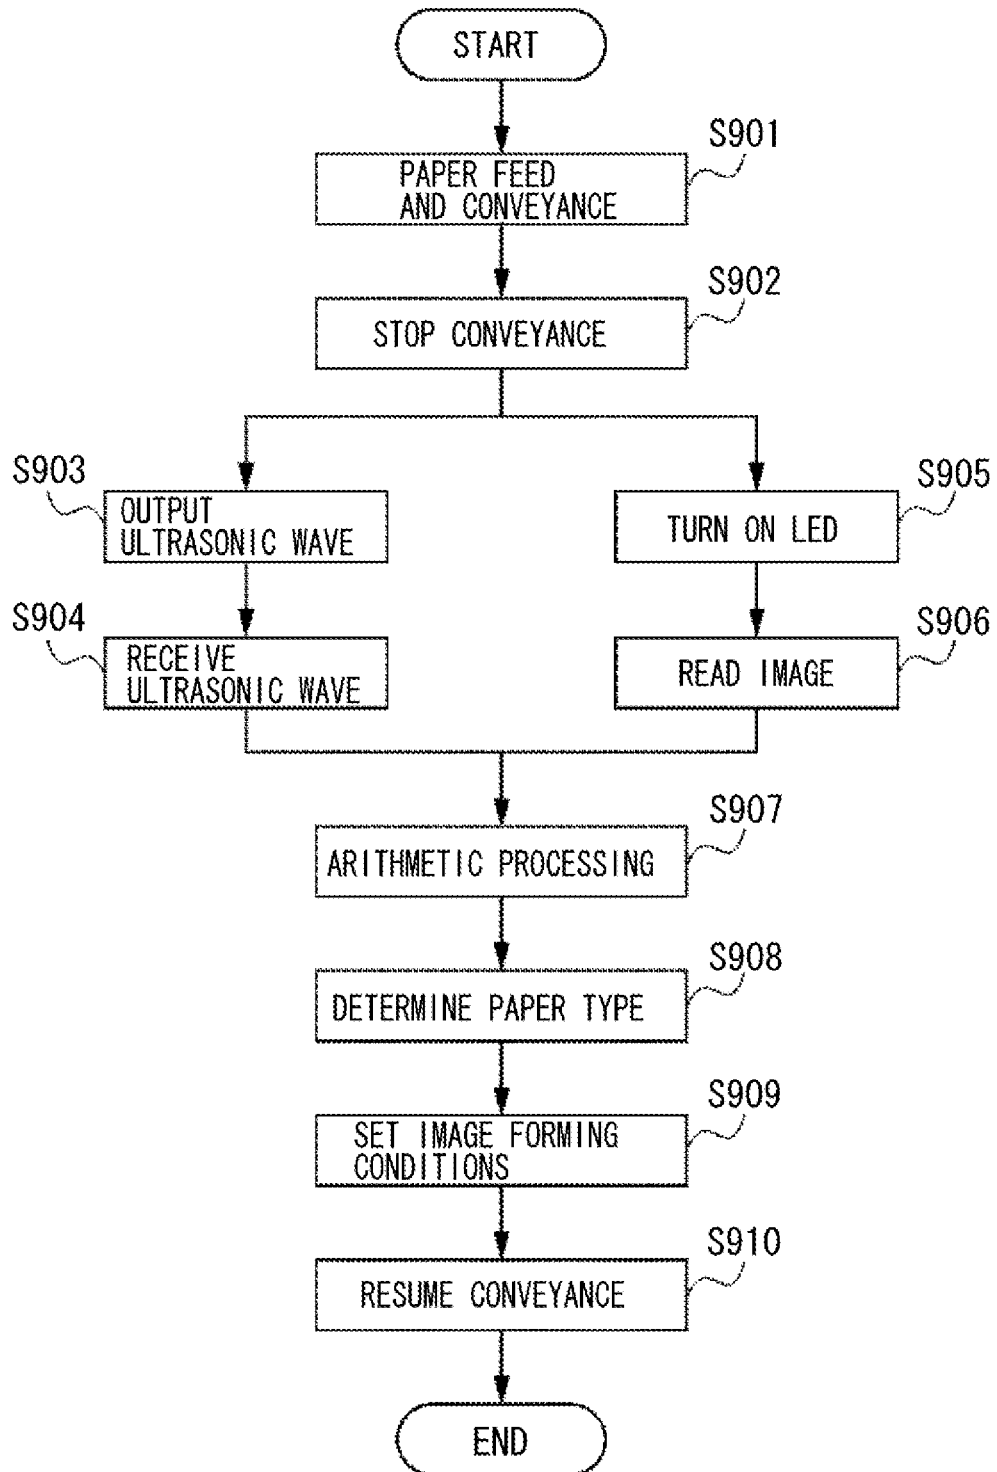 START
S901
PAPER FEED
AND CONVEYANCE
S902
STOP CONVEYANCE
S903
OUTPUT
ULTRASONIC WAVE
S905
TURN ON LED
S904
RECEIVE
ULTRASONIC WAVE
S906
READ IMAGE
S907
ARITHMETIC PROCESSING
S908
DETERMINE PAPER TYPE
S909
SET IMAGE FORMING
CONDITIONS
S910
RESUME CONVEYANCE
END